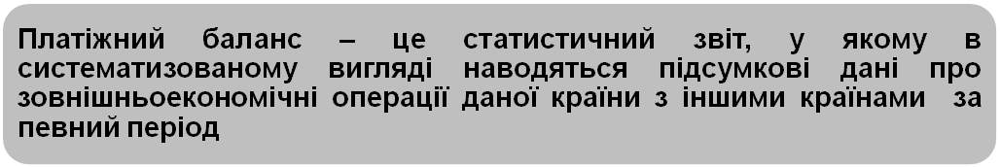 Платіжний баланс – це статистичний звіт, у якому в
систематизованому вигляді наводяться підсумкові дані про
зовнішньоекономічні операції даної країни з іншими країнами за
певний період